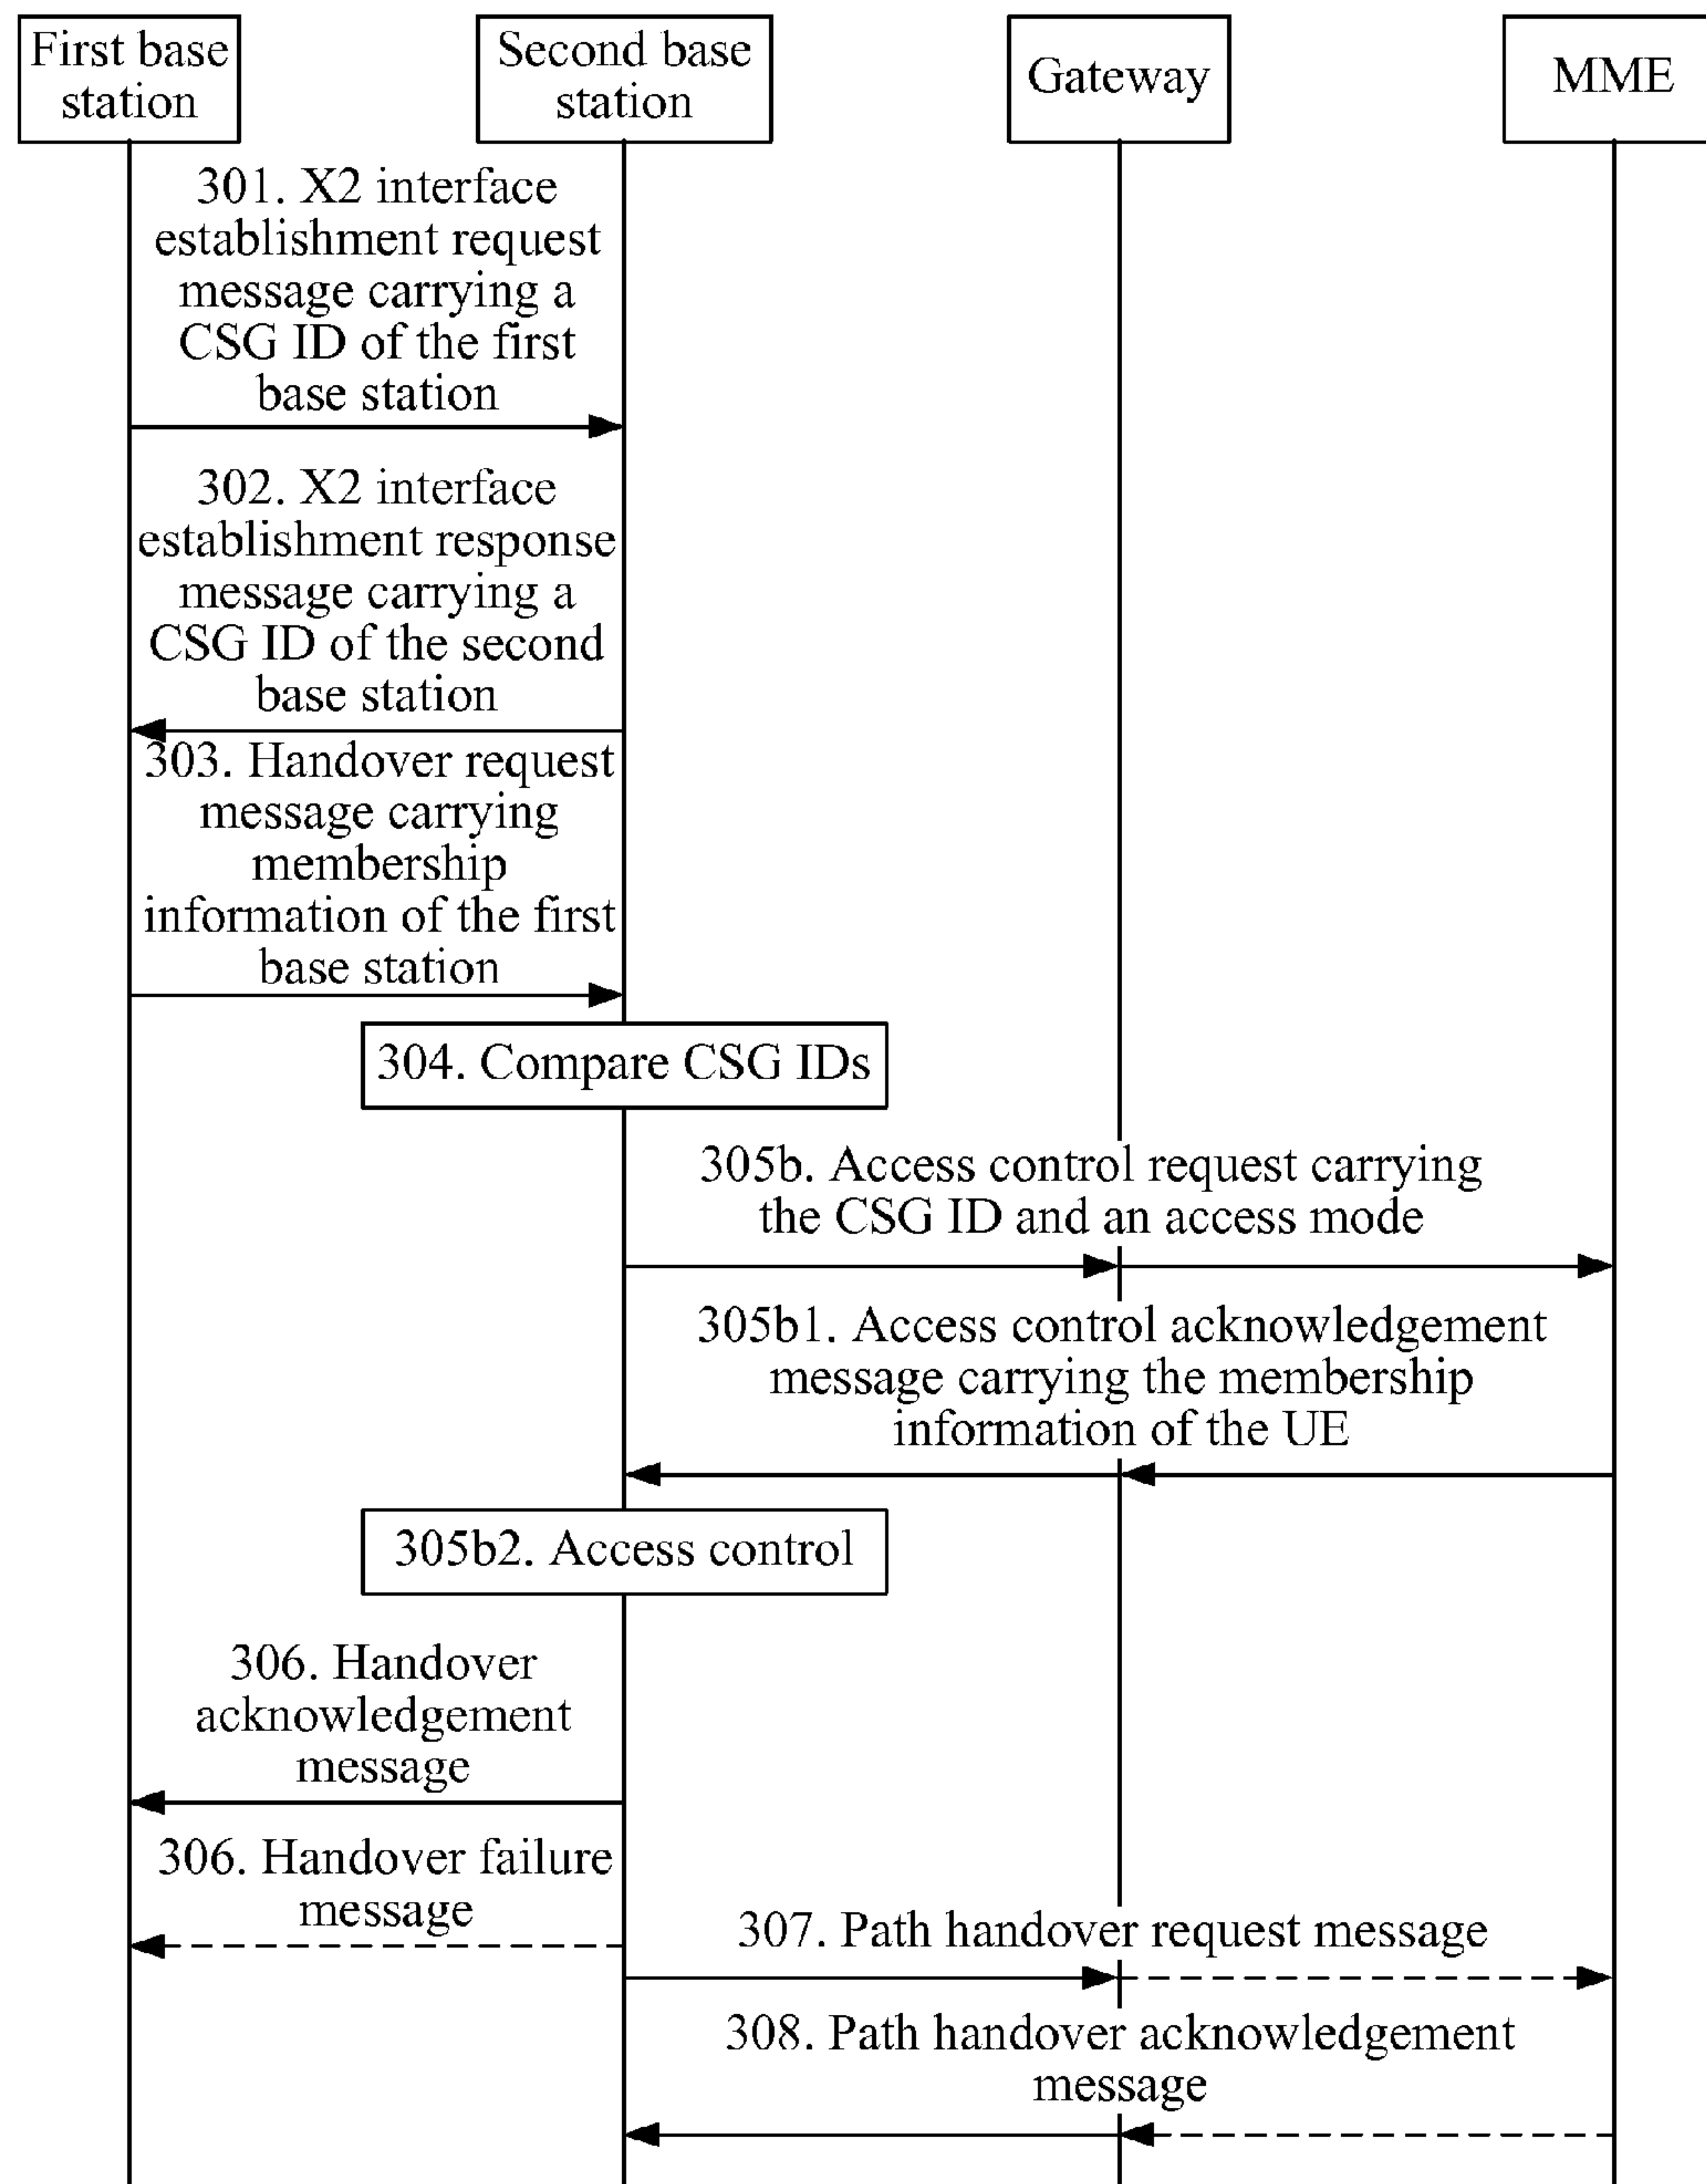 First base
station
Second base
station
Gateway
MME
301. X2 interface
establishment request
message carrying a
CSG ID of the first
base station
302. X2 interface
establishment response
message carrying a
CSG ID of the second
base station
303. Handover request
message carrying
membership
information of the first
base station
304. Compare CSG IDs
305b. Access control request carrying
the CSG ID and an access mode
305b1. Access control acknowledgement
message carrying the membership
information of the UE
305b2. Access control
306. Handover
acknowledgement
message
306. Handover failure
message
307. Path handover request message
308. Path handover acknowledgement
message